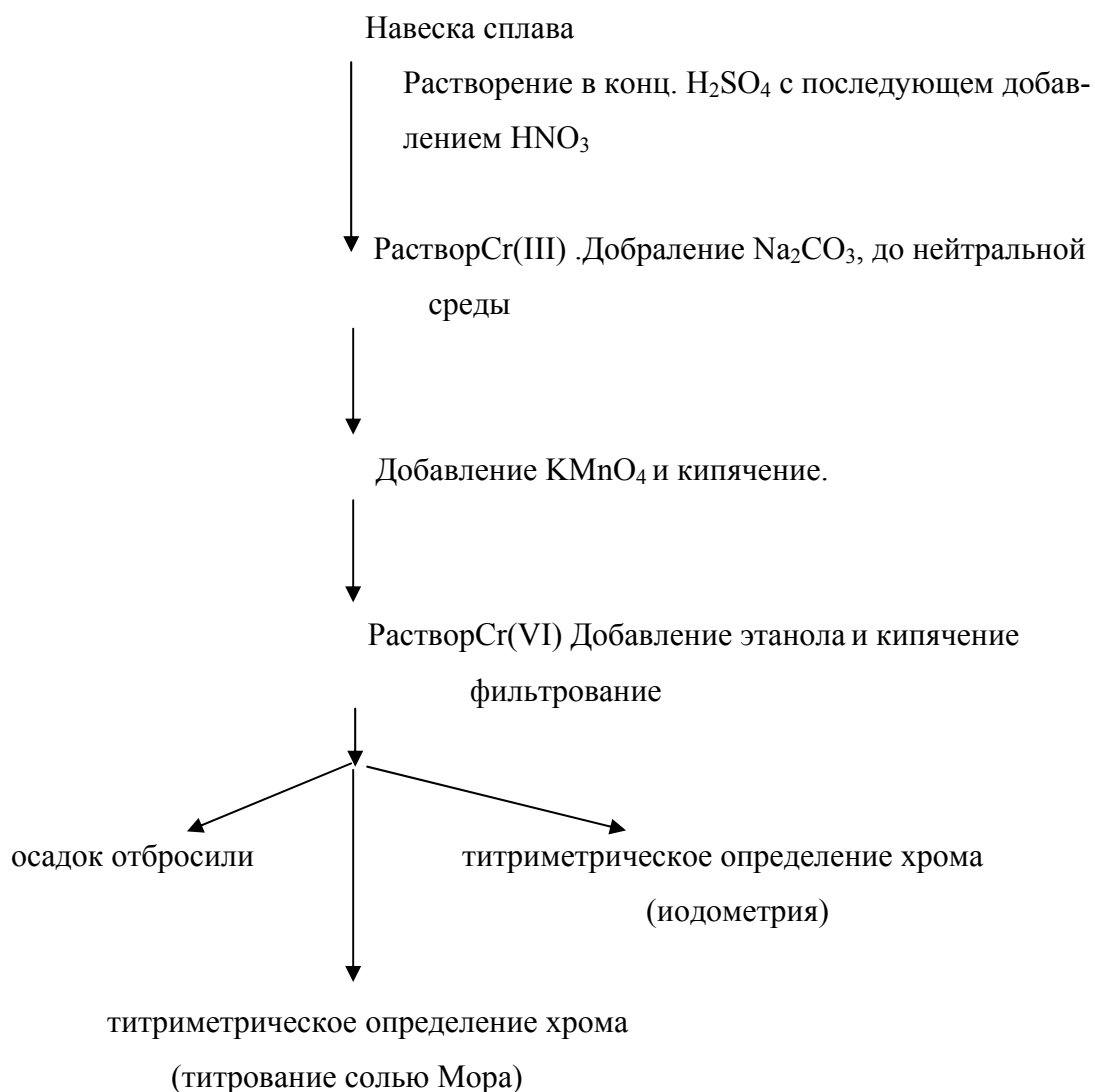 Навеска сплава
Растворение в конц. H₂SO₄ с последующем добав-
лением HNO₃
РастворCr(III) .Добраление Na₂CO₃, до нейтральной
среды
Добавление KMnO₄ и кипячение.
РастворCr(VI) Добавление этанола и кипячение
фильтрование
осадок отбросили
титриметрическое определение хрома
(иодометрия)
титриметрическое определение хрома
(титрование солью Мора)